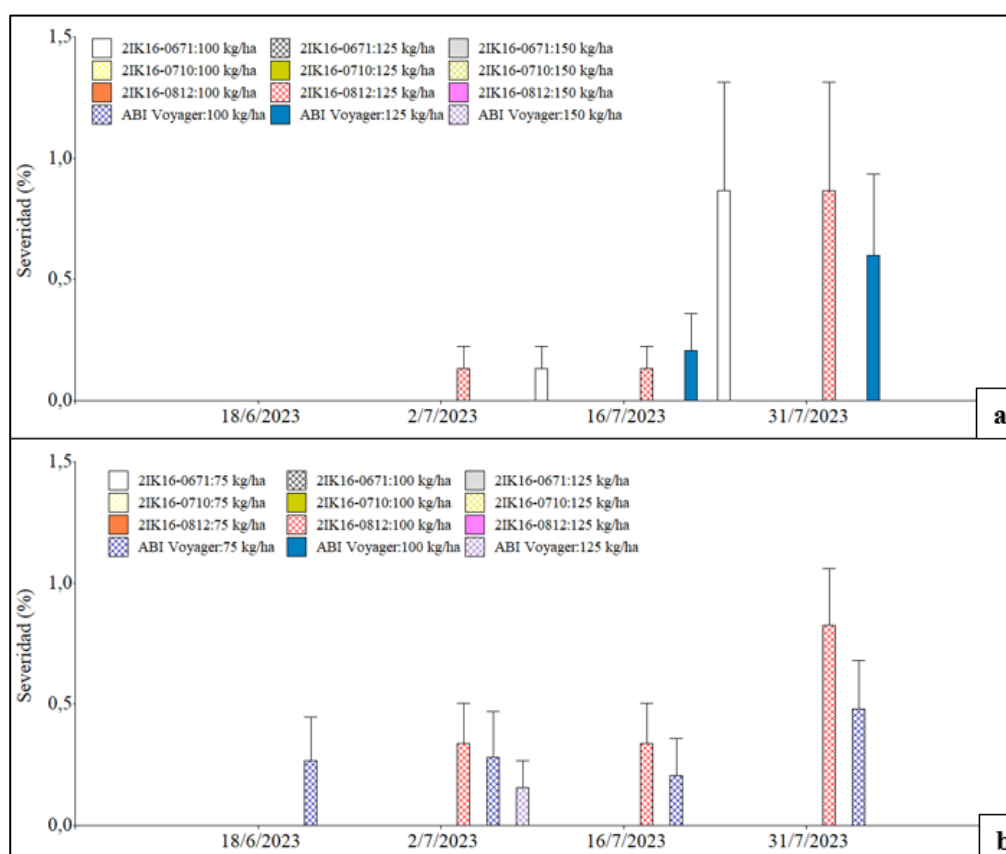 1,5
2IK16-0671:100 kg/ha 2IK16-0671:125 kg/ha 2IK16-0671:150 kg/ha
2IK16-0710:100 kg/ha 2IK16-0710:125 kg/ha 2IK16-0710:150 kg/ha
2IK16-0812:100 kg/ha 2IK16-0812:125 kg/ha 2IK16-0812:150 kg/ha
ABI Voyager:100 kg/ha ABI Voyager:125 kg/ha ABI Voyager:150 kg/ha
1,0
Severidad (%)
0,5
0,0
18/6/2023 2/7/2023 16/7/2023 31/7/2023
a
1,5
2IK16-0671:75 kg/ha 2IK16-0671:100 kg/ha 2IK16-0671:125 kg/ha
2IK16-0710:75 kg/ha 2IK16-0710:100 kg/ha 2IK16-0710:125 kg/ha
2IK16-0812:75 kg/ha 2IK16-0812:100 kg/ha 2IK16-0812:125 kg/ha
ABI Voyager:75 kg/ha ABI Voyager:100 kg/ha ABI Voyager:125 kg/ha
1,0
Severidad (%)
0,5
0,0
18/6/2023 2/7/2023 16/7/2023 31/7/2023
b